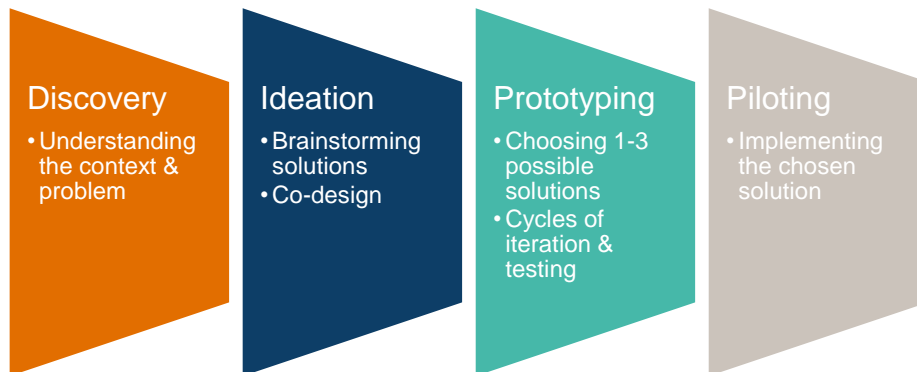 Discovery
• Understanding
the context &
problem
Ideation
• Brainstorming
solutions
• Co-design
Prototyping
• Choosing 1-3
possible
solutions
• Cycles of
iteration &
testing
Piloting
• Implementing
the chosen
solution